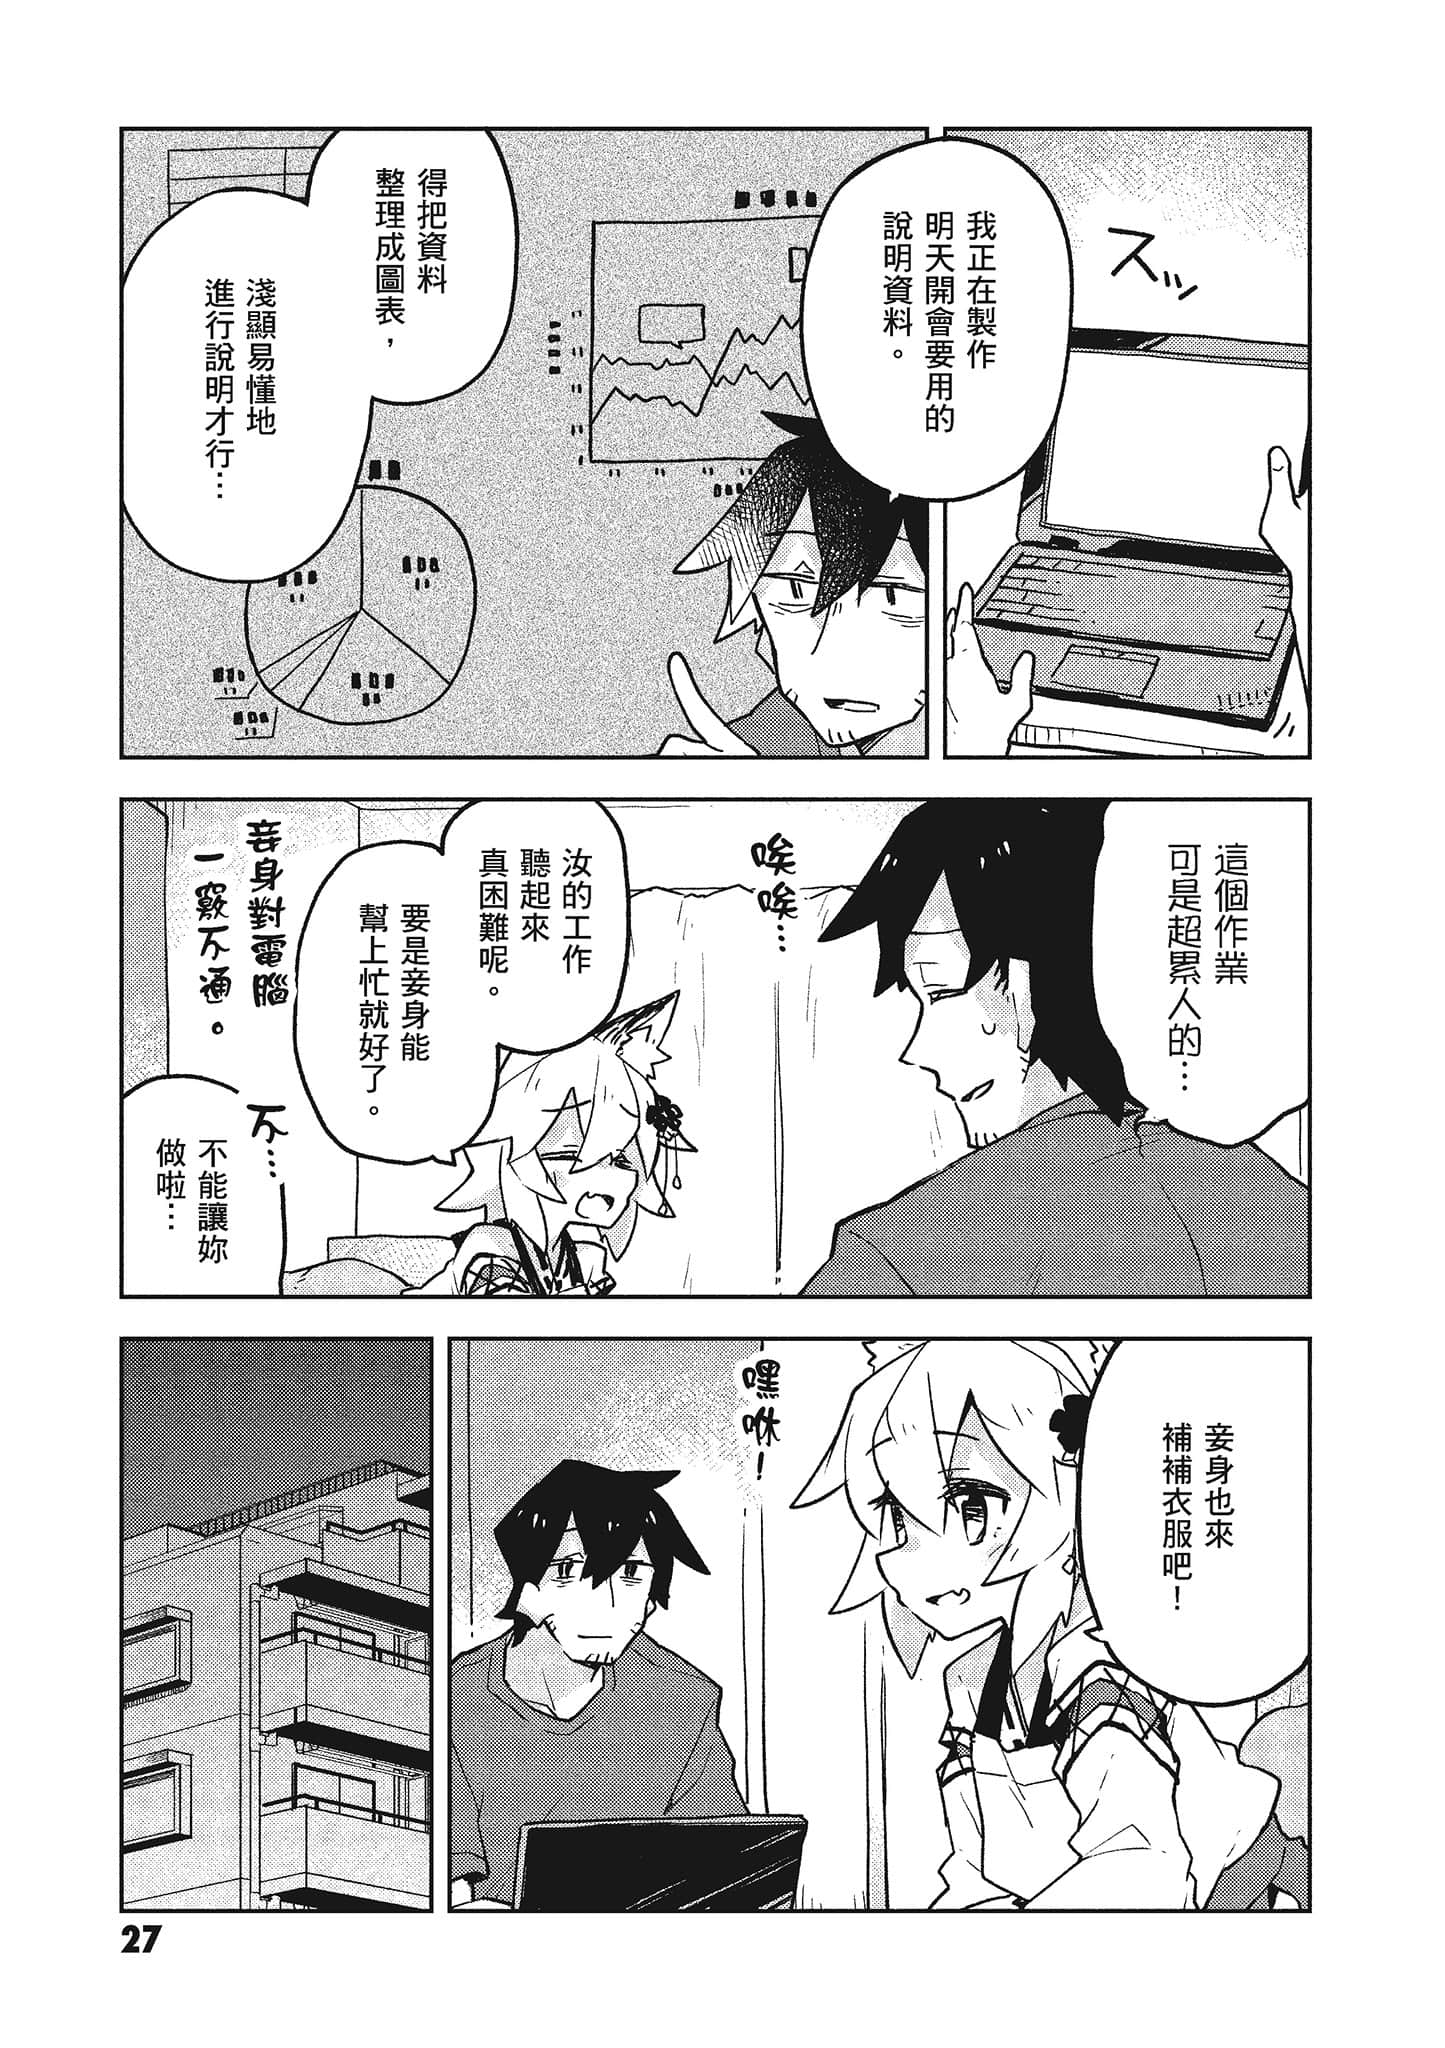 スッ
我正在製作
明天開會要用的
說明資料。
得把資料
整理成圖表，
淺顯易懂地
進行說明才行…
這個作業
可是超累人的…
唉唉…
汝的工作
聽起來
真困難呢。
要是妾身能
幫上忙就好了。
妾身對電腦
一竅不通。
不…
不能讓妳
做啦…
妾身也來
補補衣服吧！
嘿咻！
27